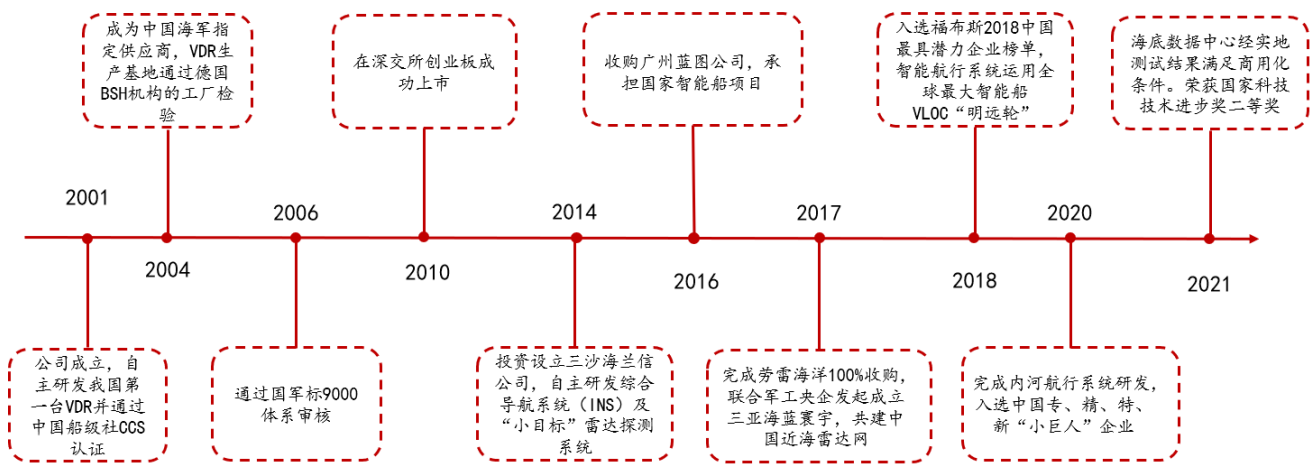 成为中国海军指
定供应商，VDR生
产基地通过德国
BSH机构的工厂检
验
在深交所创业板成
功上市
收购广州蓝图公司，承
担国家智能船项目
入选福布斯2018中国
最具潜力企业榜单，
智能航行系统运用全
球最大智能船
VLOC“明远轮”
海底数据中心经实地
测试结果满足商用化
条件。荣获国家科技
技术进步奖二等奖
2001
2006
2014
2017
2020
2004
2010
2016
2018
2021
公司成立，自
主研发我国第
一台VDR并通过
中国船级社CCS
认证
通过国军标9000
体系审核
投资设立三沙海兰信
公司，自主研发综合
导航系统（INS）及
“小目标”雷达探测
系统
完成劳雷海洋100%收购，
联合军工央企发起成立
三亚海蓝寰宇，共建中
国近海雷达网
完成内河航行系统研发，
入选中国专、精、特、
新“小巨人”企业